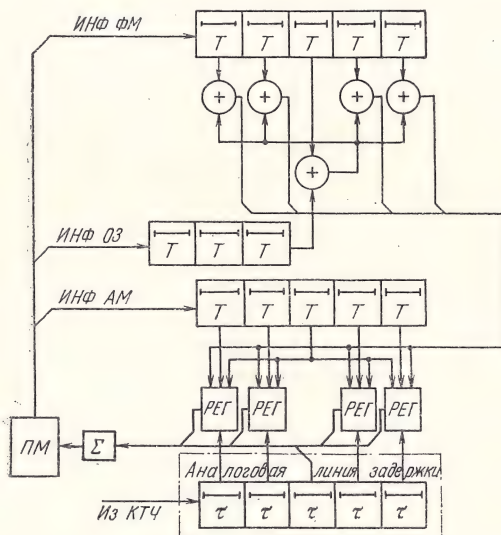 ИНФ ФМ
T T T T T
+ + + +
+
ИНФ ОЗ
T T T
ИНФ АМ
T T T T T
РЕГ РЕГ РЕГ РЕГ
ПМ
Σ
Аналоговая линия задержки
Из КТЧ
τ τ τ τ τ